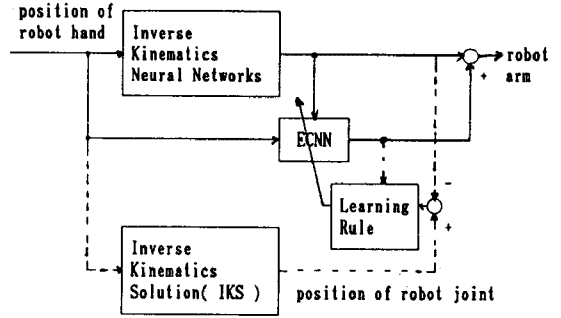 position of
robot hand
Inverse
Kinematics
Neural Networks
robot
arm
+
ECNN
Learning
Rule
-
+
Inverse
Kinematics
Solution( IKS )
position of robot joint